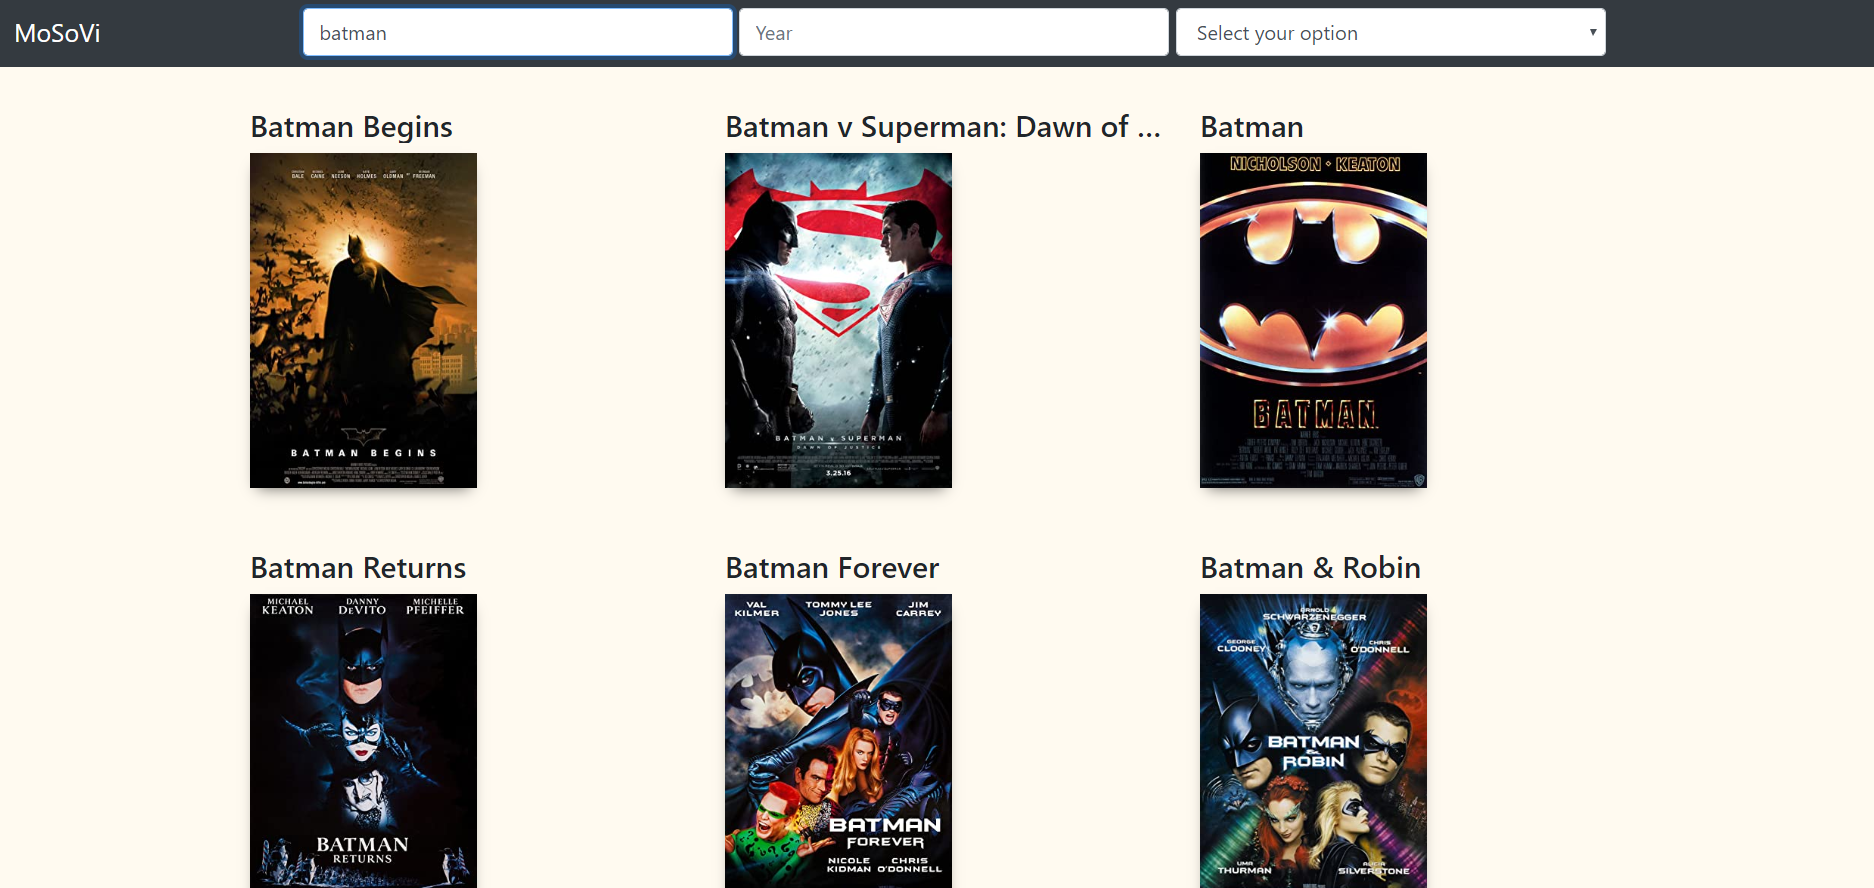 MoSoVi
batman
Year
Select your option
Batman Begins
Batman v Superman: Dawn of ...
Batman
BALE CAINE NEESON HOLMES OLDMAN FREEMAN
BATMAN BEGINS
BATMAN v SUPERMAN
DAWN OF JUSTICE
3.25.16
NICHOLSON • KEATON
BATMAN
Batman Returns
Batman Forever
Batman & Robin
MICHAEL KEATON
DANNY DEVITO
MICHELLE PFEIFFER
BATMAN
RETURNS
VAL KILMER
TOMMY LEE JONES
JIM CARREY
BATMAN
FOREVER
NICOLE KIDMAN
CHRIS O'DONNELL
ARNOLD
SCHWARZENEGGER
GEORGE CLOONEY
CHRIS O'DONNELL
BATMAN
&
ROBIN
UMA THURMAN
ALICIA SILVERSTONE